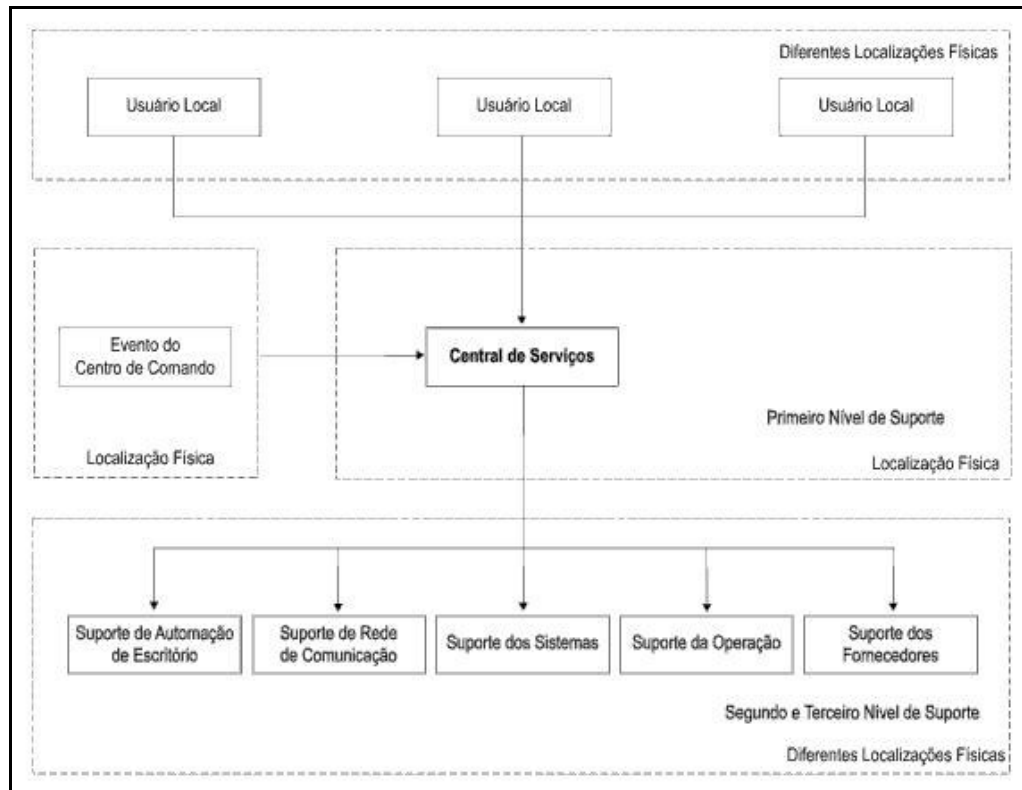 Diferentes Localizações Físicas
Usuário Local
Usuário Local
Usuário Local
Evento do
Centro de Comando
Localização Física
Central de Serviços
Primeiro Nível de Suporte
Localização Física
Suporte de Automação
de Escritório
Suporte de Rede
de Comunicação
Suporte dos Sistemas
Suporte da Operação
Suporte dos
Fornecedores
Segundo e Terceiro Nível de Suporte
Diferentes Localizações Físicas